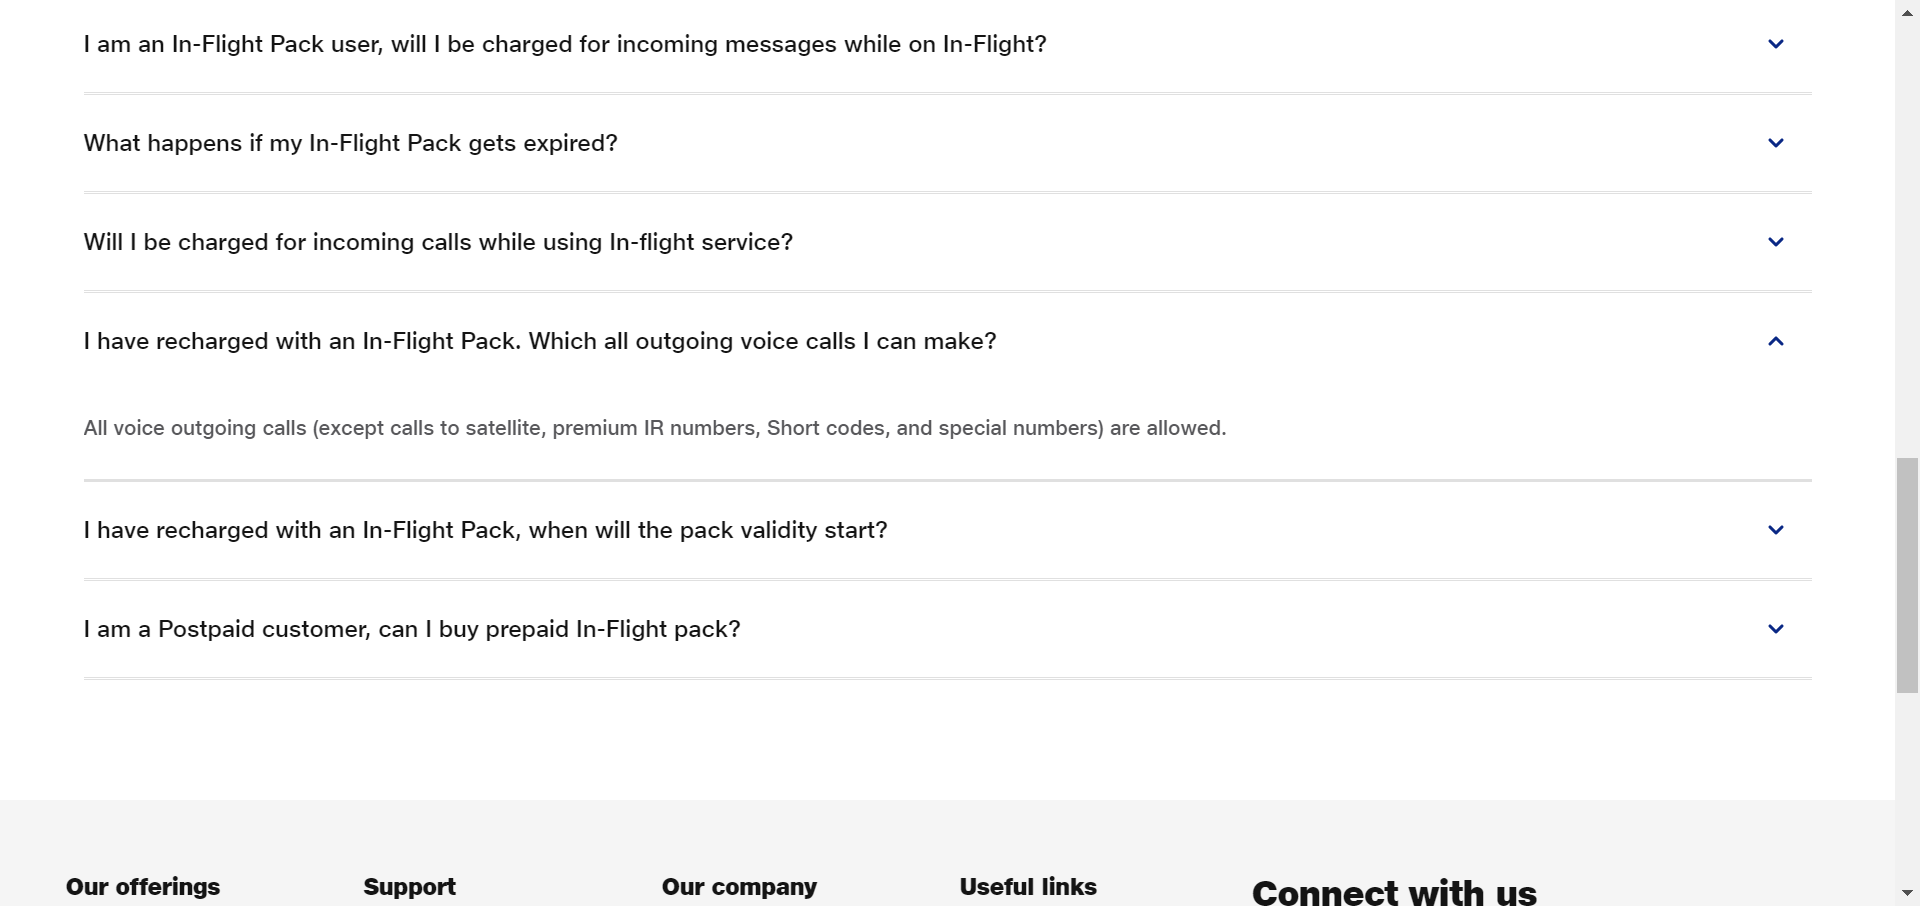 I am an In-Flight Pack user, will I be charged for incoming messages while on In-Flight?
What happens if my In-Flight Pack gets expired?
Will I be charged for incoming calls while using In-flight service?
I have recharged with an In-Flight Pack. Which all outgoing voice calls I can make?
All voice outgoing calls (except calls to satellite, premium IR numbers, Short codes, and special numbers) are allowed.
I have recharged with an In-Flight Pack, when will the pack validity start?
I am a Postpaid customer, can I buy prepaid In-Flight pack?
Our offerings
Support
Our company
Useful links
Connect with us